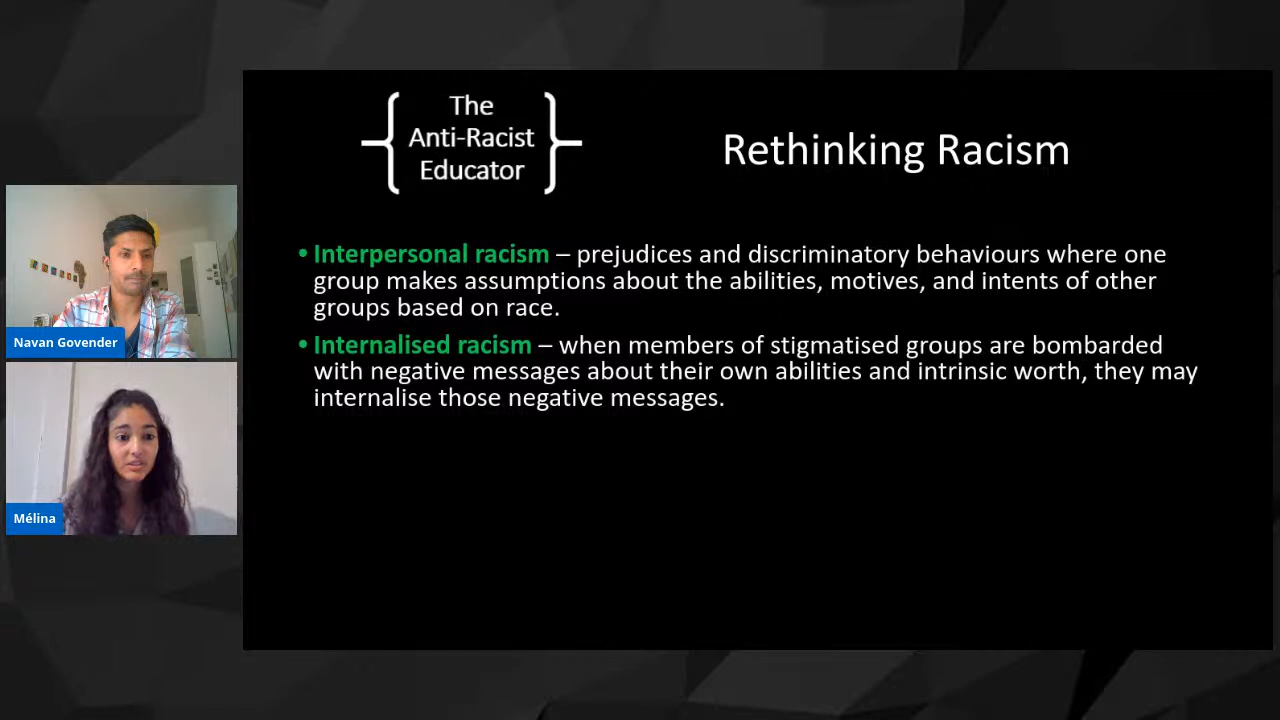 The
Anti-Racist
Educator
Rethinking Racism
• Interpersonal racism – prejudices and discriminatory behaviours where one
group makes assumptions about the abilities, motives, and intents of other
groups based on race.
• Internalised racism – when members of stigmatised groups are bombarded
with negative messages about their own abilities and intrinsic worth, they may
internalise those negative messages.
Navan Govender
Mélina